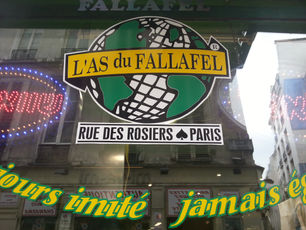 FALLAFEL
L'AS du FALLAFEL
RUE DES ROSIERS ♠ PARIS
jours imité jamais ég